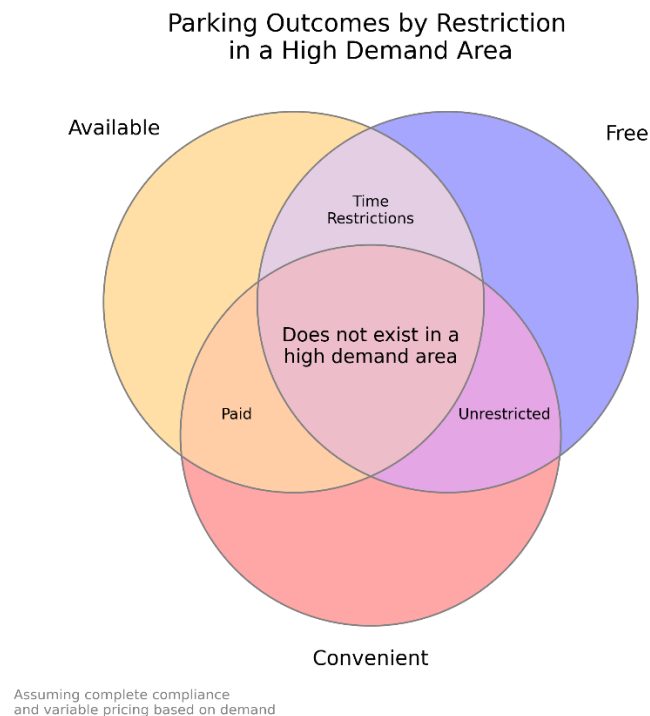 Parking Outcomes by Restriction
in a High Demand Area
Available
Free
Time
Restrictions
Does not exist in a
high demand area
Paid
Unrestricted
Convenient
Assuming complete compliance
and variable pricing based on demand